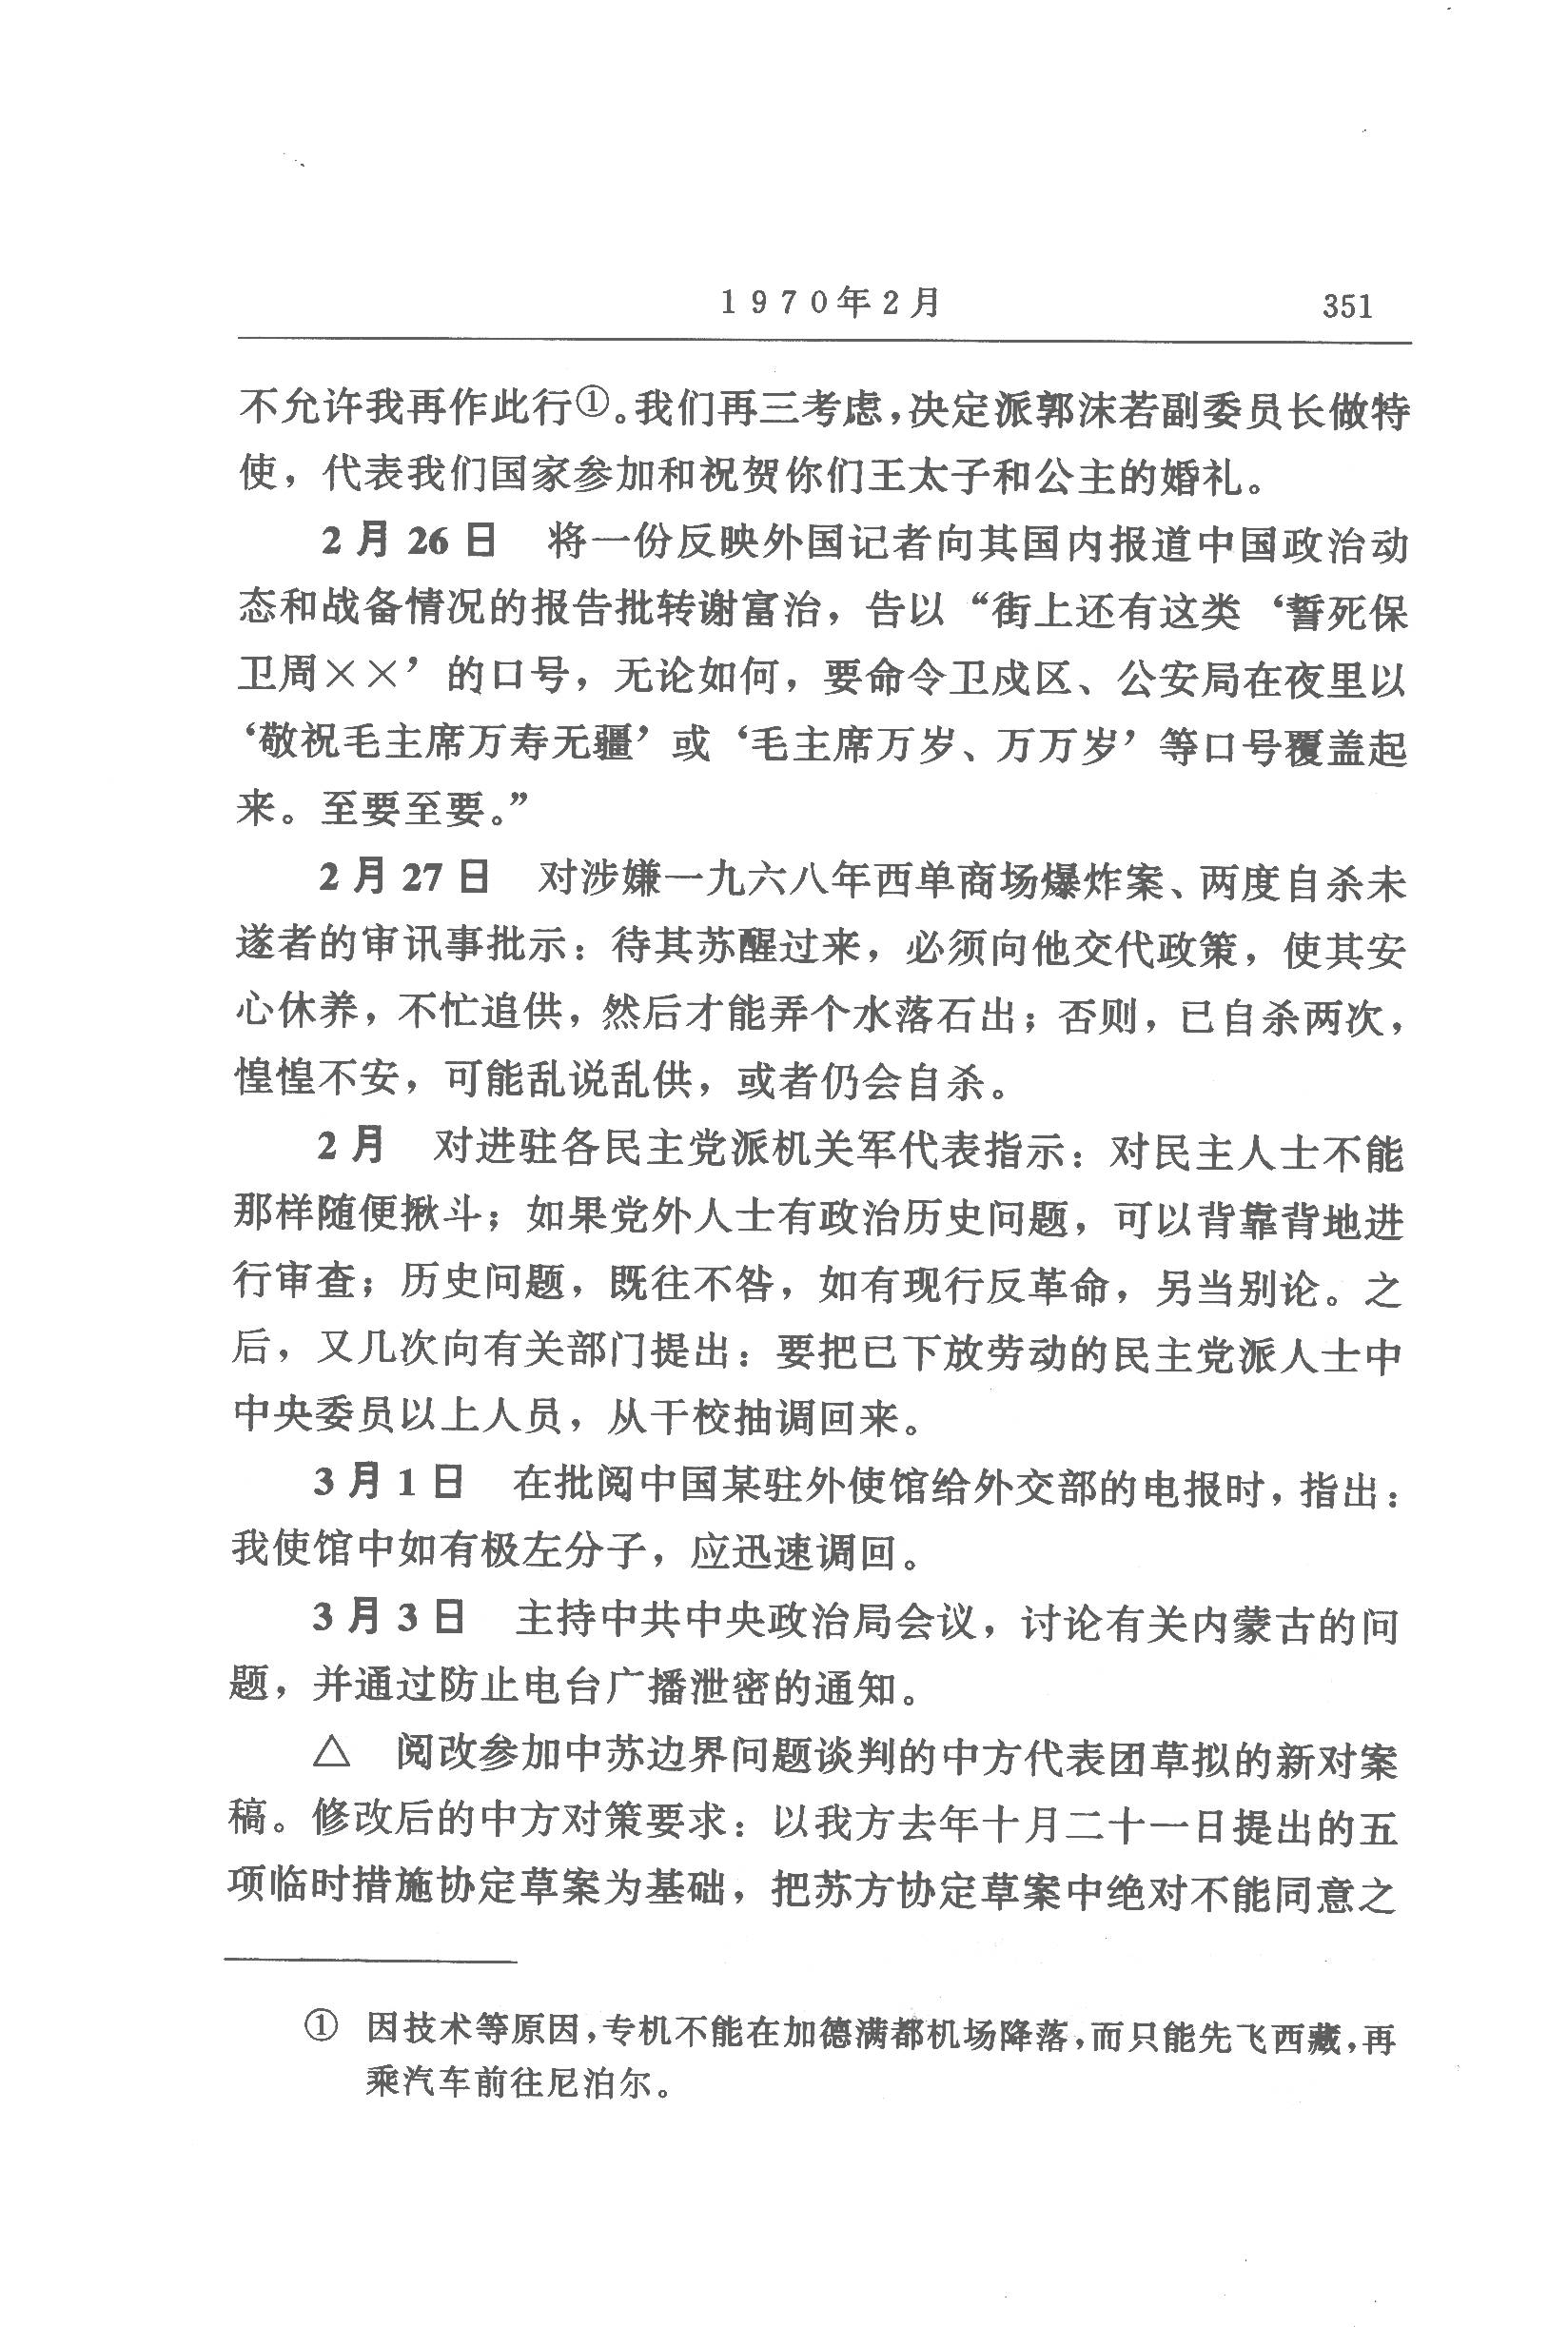 1970年2月 351
不允许我再作此行①。我们再三考虑，决定派郭沫若副委员长做特
使，代表我们国家参加和祝贺你们王太子和公主的婚礼。
2月26日 将一份反映外国记者向其国内报道中国政治动
态和战备情况的报告批转谢富治，告以“街上还有这类‘誓死保
卫周××’的口号，无论如何，要命令卫戍区、公安局在夜里以
‘敬祝毛主席万寿无疆’或‘毛主席万岁、万万岁’等口号覆盖起
来。至要至要。”
2月27日 对涉嫌一九六八年西单商场爆炸案、两度自杀未
遂者的审讯事批示：待其苏醒过来，必须向他交代政策，使其安
心休养，不忙追供，然后才能弄个水落石出；否则，已自杀两次，
惶惶不安，可能乱说乱供，或者仍会自杀。
2月 对进驻各民主党派机关军代表指示：对民主人士不能
那样随便揪斗；如果党外人士有政治历史问题，可以背靠背地进
行审查；历史问题，既往不咎，如有现行反革命，另当别论。之
后，又几次向有关部门提出：要把已下放劳动的民主党派人士中
中央委员以上人员，从干校抽调回来。
3月1日 在批阅中国某驻外使馆给外交部的电报时，指出：
我使馆中如有极左分子，应迅速调回。
3月3日 主持中共中央政治局会议，讨论有关内蒙古的问
题，并通过防止电台广播泄密的通知。
△ 阅改参加中苏边界问题谈判的中方代表团草拟的新对案
稿。修改后的中方对策要求：以我方去年十月二十一日提出的五
项临时措施协定草案为基础，把苏方协定草案中绝对不能同意之
① 因技术等原因，专机不能在加德满都机场降落，而只能先飞西藏，再
乘汽车前往尼泊尔。